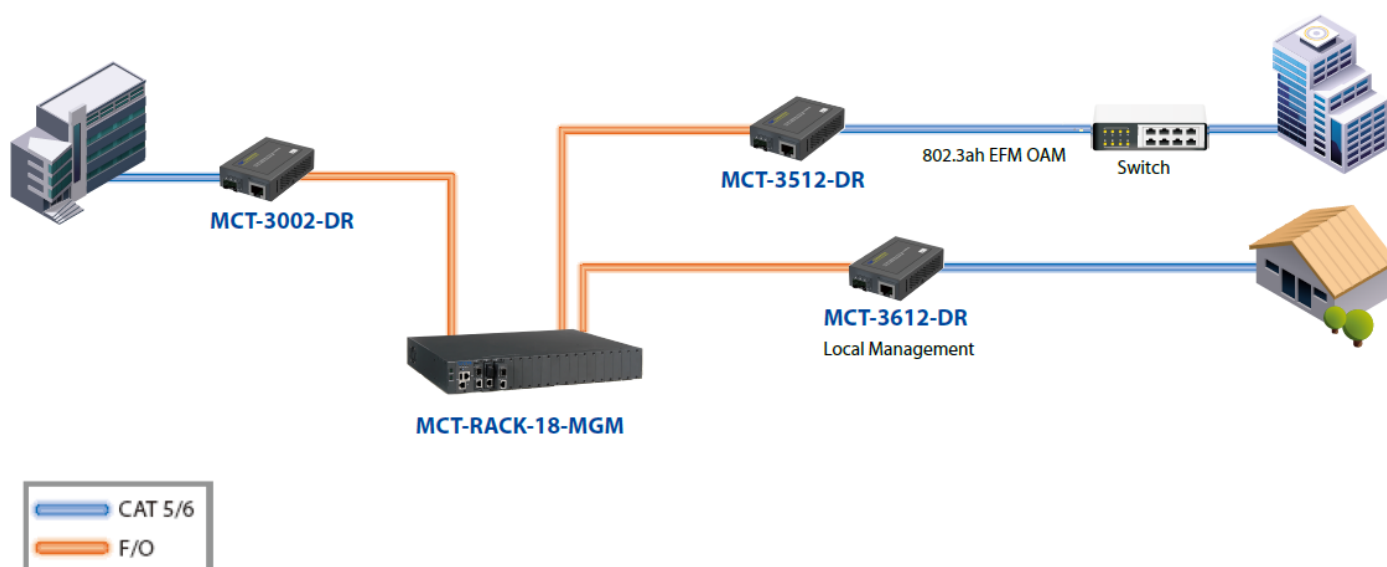 802.3ah EFM OAM
Switch
MCT-3512-DR
MCT-3002-DR
MCT-3612-DR
Local Management
MCT-RACK-18-MGM
CAT 5/6
F/O